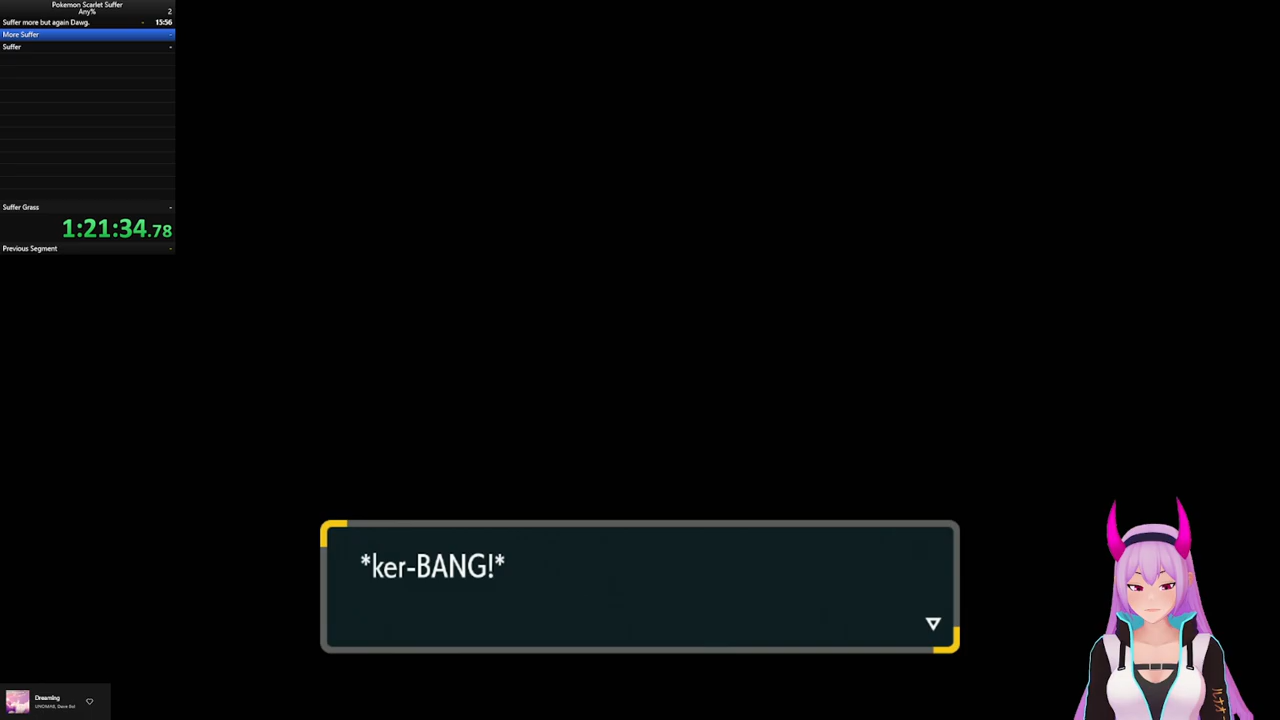 Pokemon Scarlet Suffer
Any%
2
Suffer more but again Dawg.
-
15:56
More Suffer
-
Suffer
-
Suffer Grass
-
1:21:34.78
Previous Segment
-
*ker-BANG!*
Dreaming